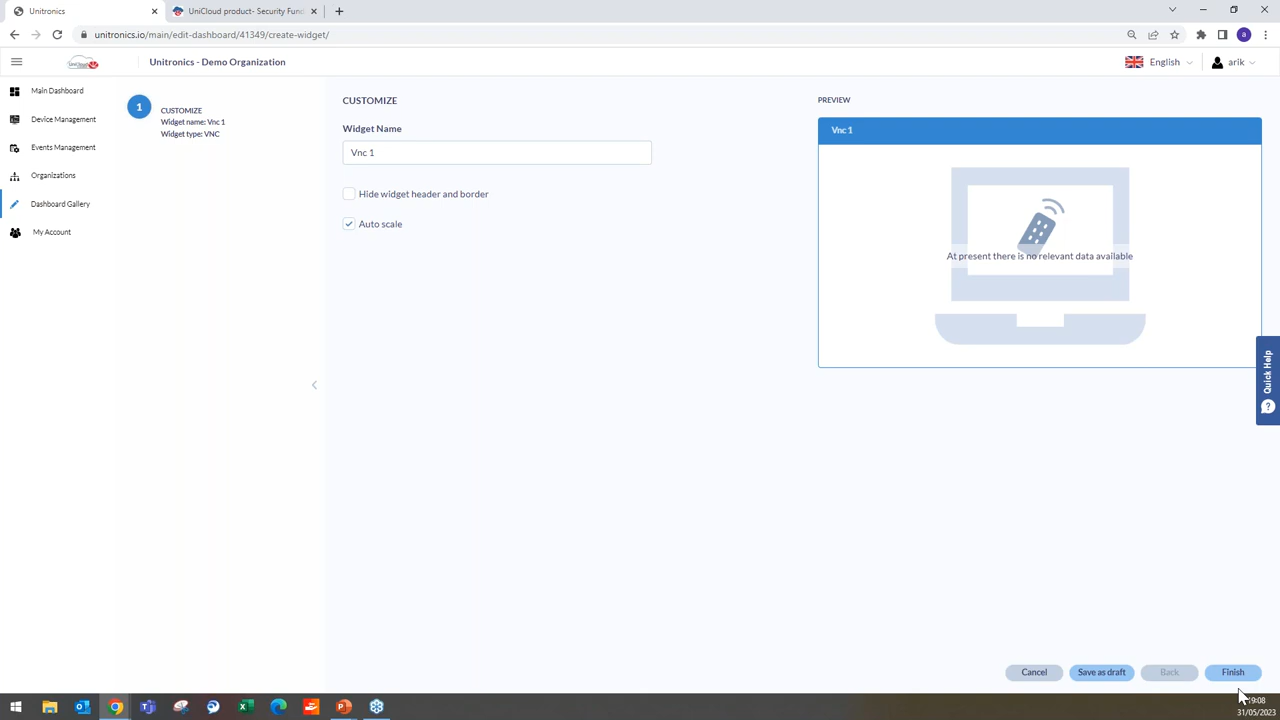 Unitronics
UniCloud product- Security Fund
unitronics.io/main/edit-dashboard/41349/create-widget/
a
UniCloud
Unitronics - Demo Organization
English
arik
Main Dashboard
Device Management
Events Management
Organizations
Dashboard Gallery
My Account
1
CUSTOMIZE
Widget name: Vnc 1
Widget type: VNC
CUSTOMIZE
Widget Name
Vnc 1
Hide widget header and border
Auto scale
PREVIEW
Vnc 1
At present there is no relevant data available
Quick Help
?
Cancel
Save as draft
Back
Finish
19:08
31/05/2023